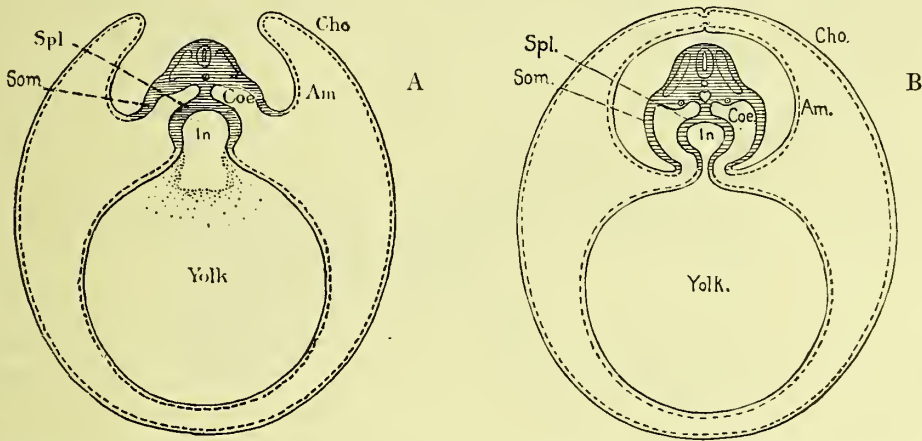 Spl
Som.
Cho
Am
Coe.
In
Yolk
A
Spl.
Som.
Cho.
Am.
Coe.
In
Yolk.
B